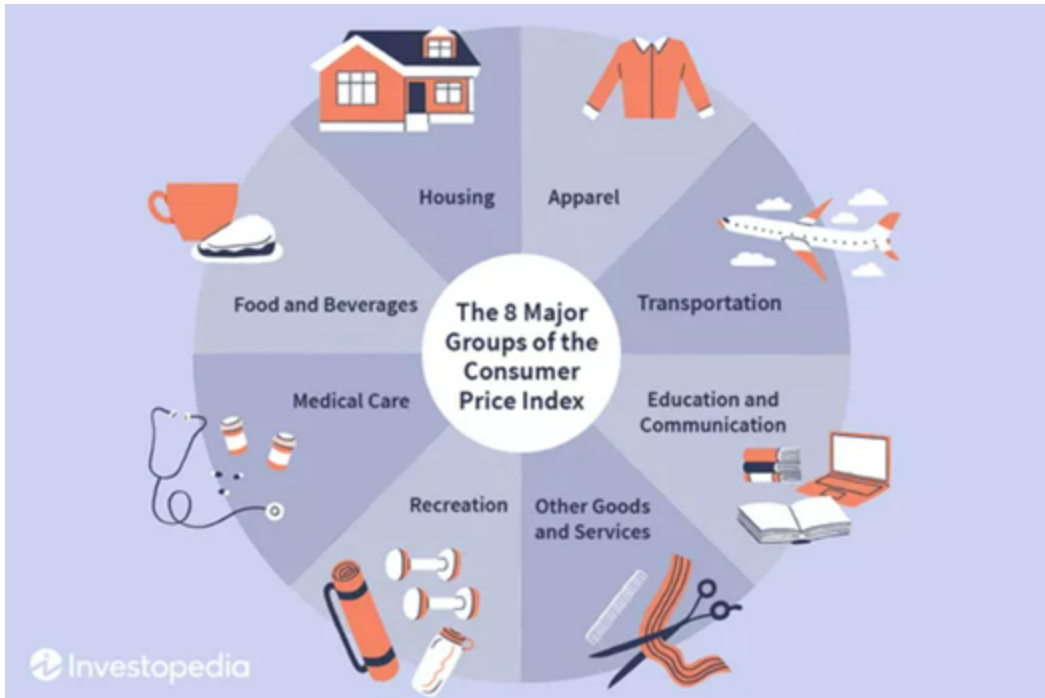 Housing
Apparel
Food and Beverages
Transportation
The 8 Major
Groups of the
Consumer
Price Index
Medical Care
Education and
Communication
Recreation
Other Goods
and Services
Investopedia